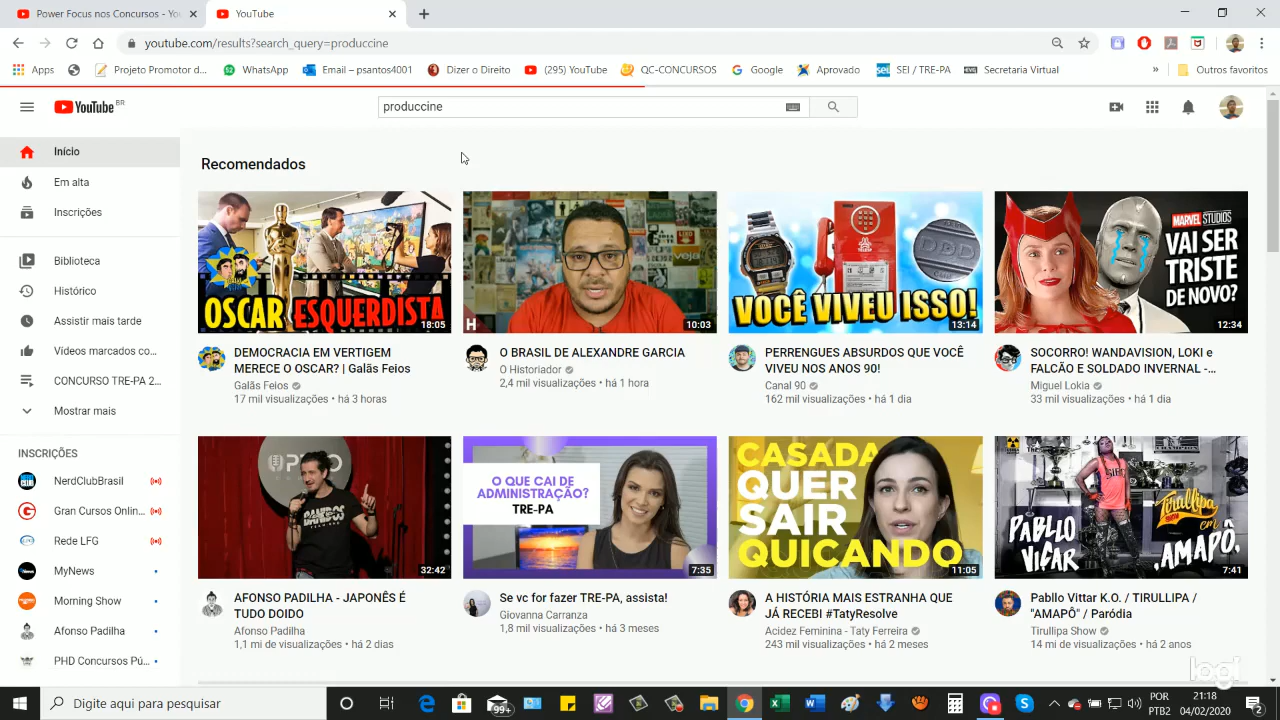 Power Focus nos Concursos - You
YouTube
youtube.com/results?search_query=produccine
Apps
Projeto Promotor d...
WhatsApp
Email – psantos4001
Dizer o Direito
(295) YouTube
QC-CONCURSOS
Google
Aprovado
SEI / TRE-PA
Secretaria Virtual
»
Outros favoritos
YouTube BR
produccine
Início
Em alta
Inscrições
Biblioteca
Histórico
Assistir mais tarde
Vídeos marcados co...
CONCURSO TRE-PA 2...
Mostrar mais
INSCRIÇÕES
NerdClubBrasil
Gran Cursos Onlin...
Rede LFG
MyNews
Morning Show
Afonso Padilha
PHD Concursos Pú...
Recomendados
OSCAR ESQUERDISTA
18:05
DEMOCRACIA EM VERTIGEM
MERECE O OSCAR? | Galãs Feios
Galãs Feios
17 mil visualizações • há 3 horas
H
10:03
O BRASIL DE ALEXANDRE GARCIA
O Historiador
2,4 mil visualizações • há 1 hora
DDD
VOCÊ VIVEU ISSO!
13:14
PERRENGUES ABSURDOS QUE VOCÊ
VIVEU NOS ANOS 90!
Canal 90
162 mil visualizações • há 1 dia
MARVEL STUDIOS
VAI SER
TRISTE
DE NOVO?
12:34
SOCORRO! WANDAVISION, LOKI e
FALCÃO E SOLDADO INVERNAL -...
Miguel Lokia
33 mil visualizações • há 1 dia
32:42
AFONSO PADILHA - JAPONÊS É
TUDO DOIDO
Afonso Padilha
1,1 mi de visualizações • há 2 dias
O QUE CAI DE
ADMINISTRAÇÃO?
TRE-PA
7:35
Se vc for fazer TRE-PA, assista!
Giovanna Carranza
1,8 mil visualizações • há 3 meses
CASADA
QUER
SAIR
QUICANDO
11:05
A HISTÓRIA MAIS ESTRANHA QUE
JÁ RECEBI #TatyResolve
Acidez Feminina - Taty Ferreira
243 mil visualizações • há 2 meses
PABLLO
VIÇAR
Tirullipa
em
AMAPÔ.
7:41
Pabllo Vittar K.O. / TIRULLIPA /
"AMAPÔ" / Paródia
Tirullipa Show
14 mi de visualizações • há 2 anos
logi
Digite aqui para pesquisar
99+
POR
PTB2
21:18
04/02/2020
2